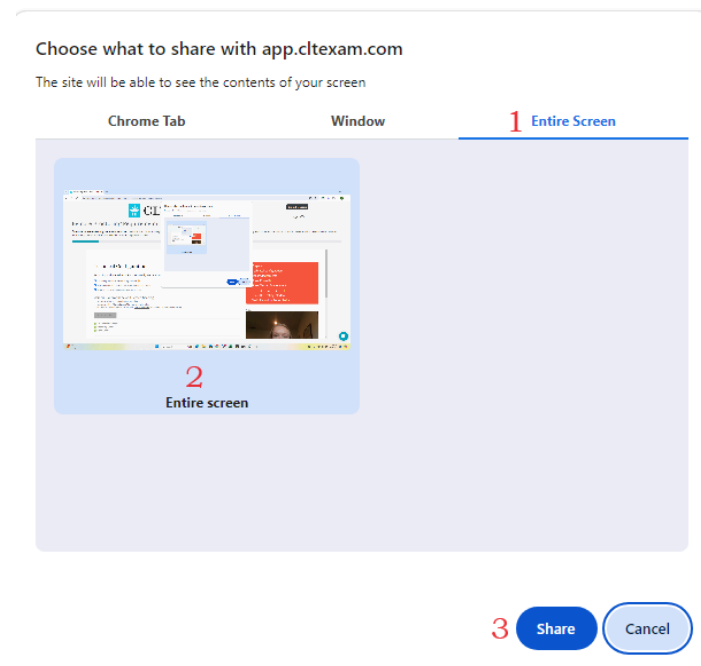 Choose what to share with app.cltexam.com
The site will be able to see the contents of your screen
Chrome Tab Window 1 Entire Screen
2
Entire screen
3 Share Cancel